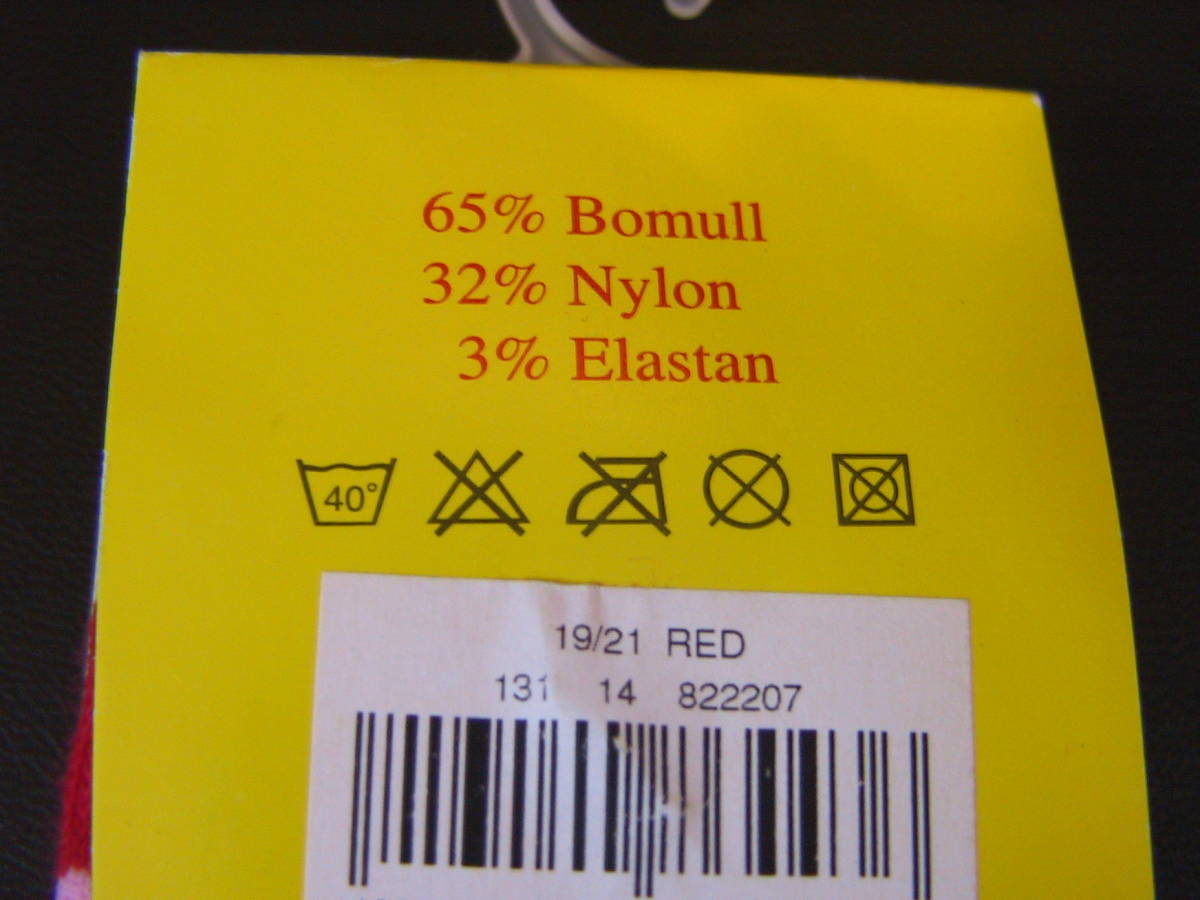 65% Bomull
32% Nylon
3% Elastan
40°
19/21 RED
131 14 822207